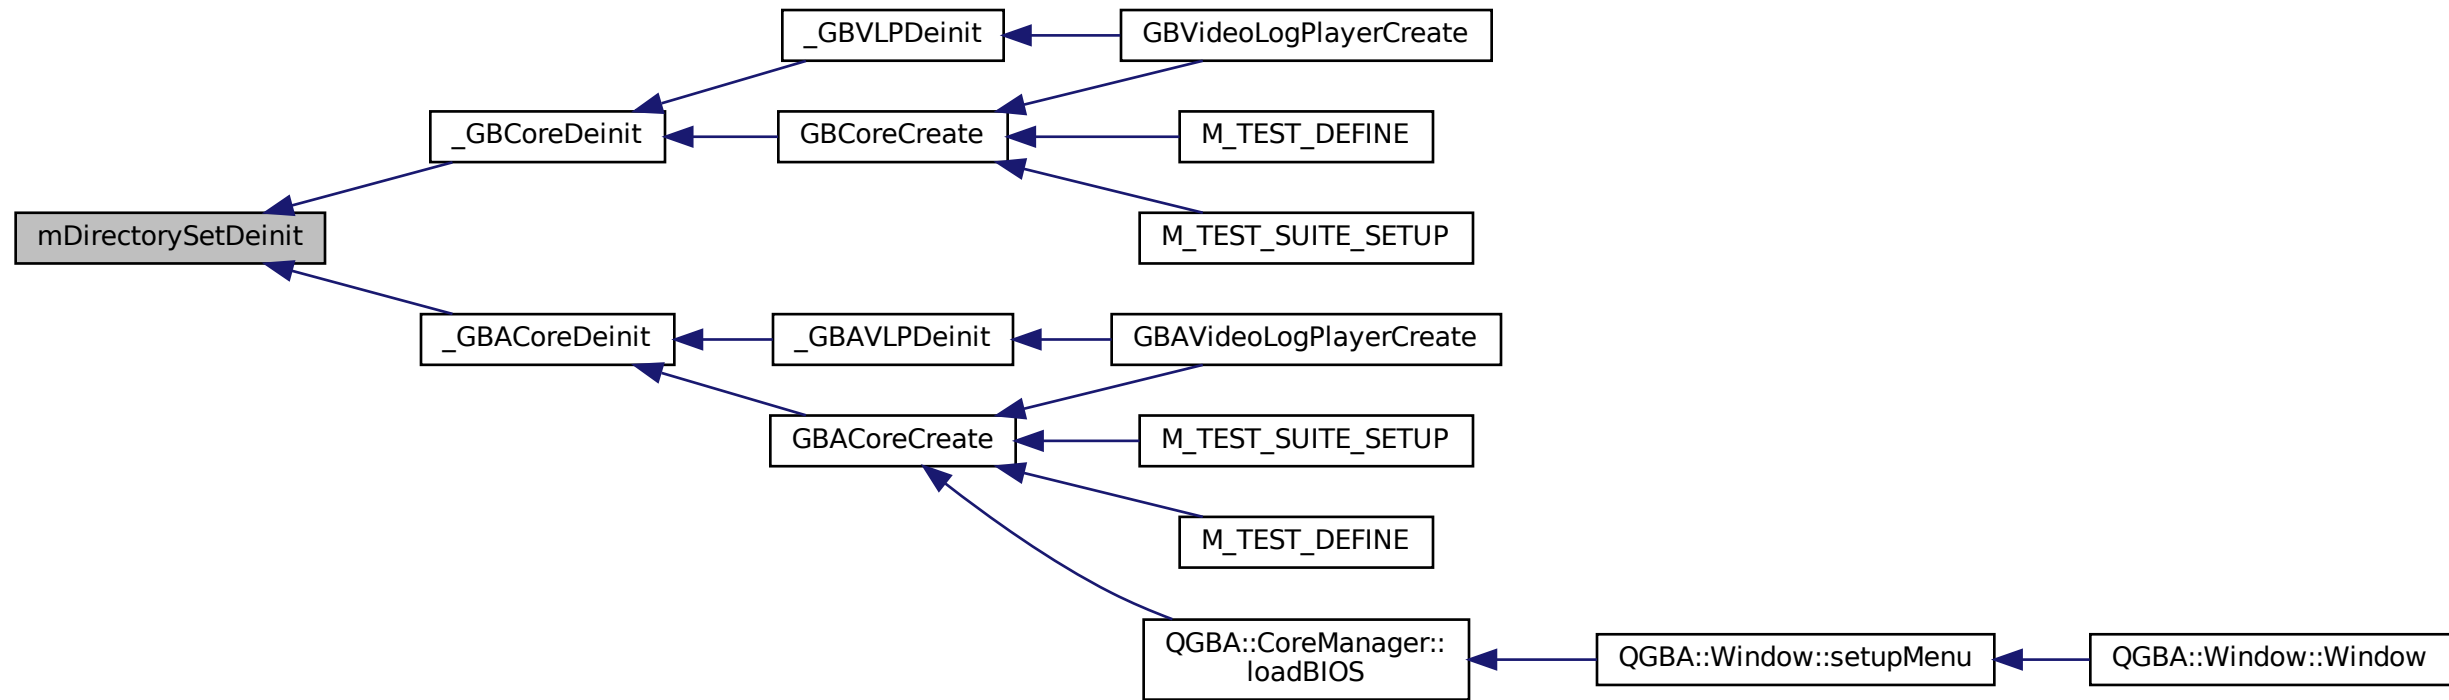 _GBVLPDeinit
GBVideoLogPlayerCreate
_GBCoreDeinit
GBCoreCreate
M_TEST_DEFINE
mDirectorySetDeinit
M_TEST_SUITE_SETUP
_GBACoreDeinit
_GBAVLPDeinit
GBAVideoLogPlayerCreate
GBACoreCreate
M_TEST_SUITE_SETUP
M_TEST_DEFINE
QGBA::CoreManager::
loadBIOS
QGBA::Window::setupMenu
QGBA::Window::Window